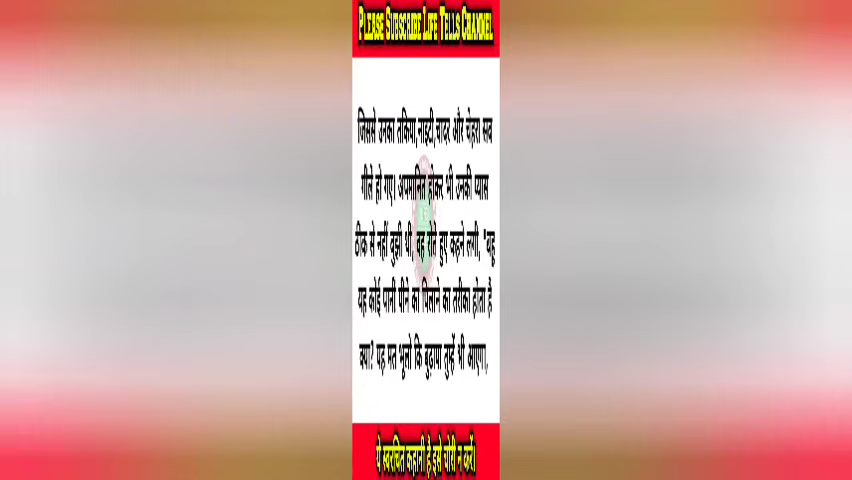 PLEASE SUBSCRIBE LIFE TELLS CHANNEL
जिससे उनका तकिया,नाइटी,चादर और चेहरा सब
गीले हो गए। अपमानित होकर भी उनकी प्यास
ठीक से नहीं बुझी थी, वह रोते हुए कहने लगी, "बहू
यह कोई पानी पीने का पिलाने का तरीका होता है
क्या? यह मत भूलो कि बुढ़ापा तुम्हें भी आएगा,
ये स्वरचित कहानी है इसे चोरी न करें।